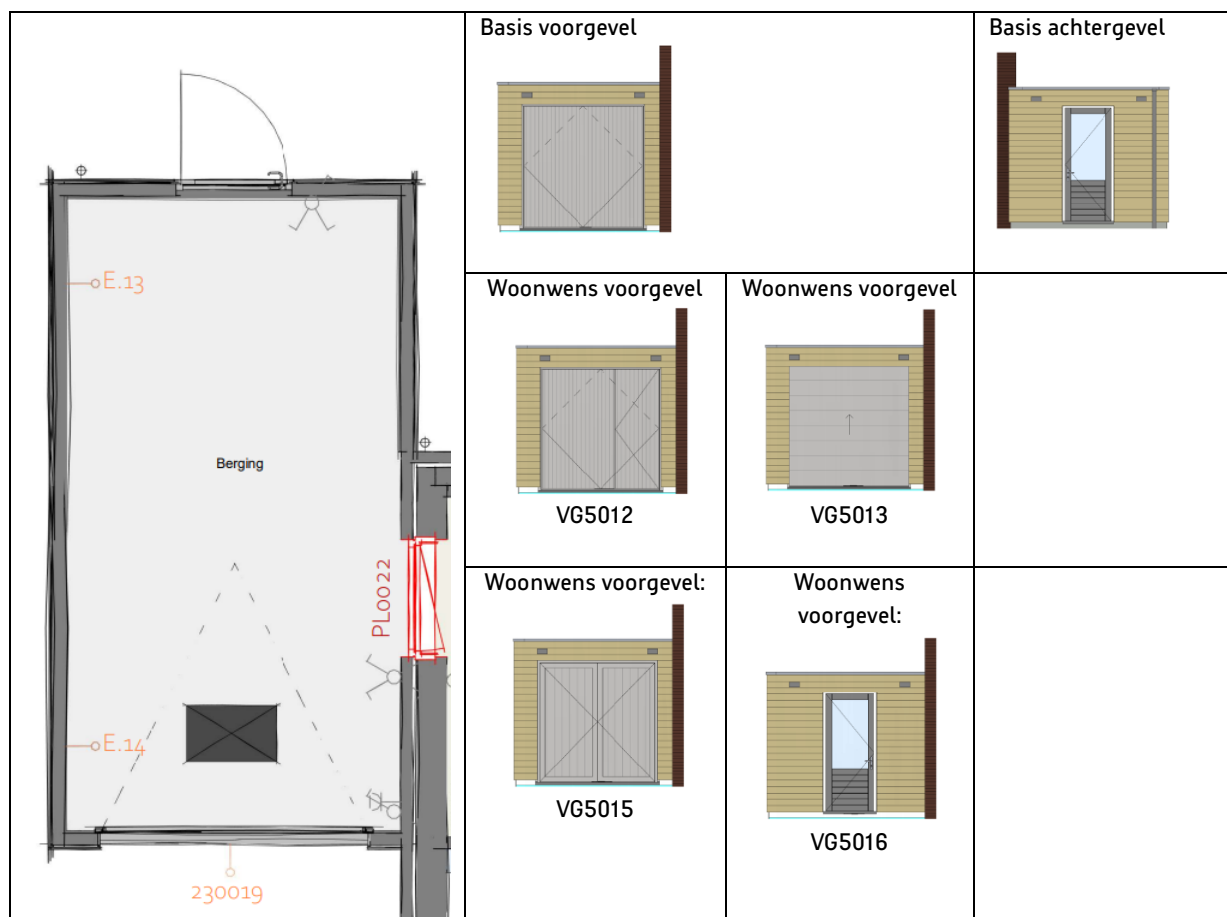 Basis voorgevel
Basis achtergevel
E.13
Berging
PL0022
E.14
230019
Woonwens voorgevel
VG5012
Woonwens voorgevel
VG5013
Woonwens voorgevel:
VG5015
Woonwens
voorgevel:
VG5016